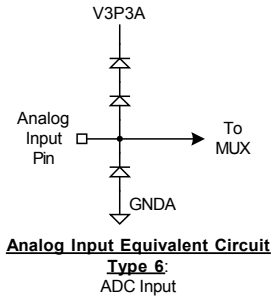 V3P3A
Analog
Input
Pin
To
MUX
GNDA
Analog Input Equivalent Circuit
Type 6:
ADC Input